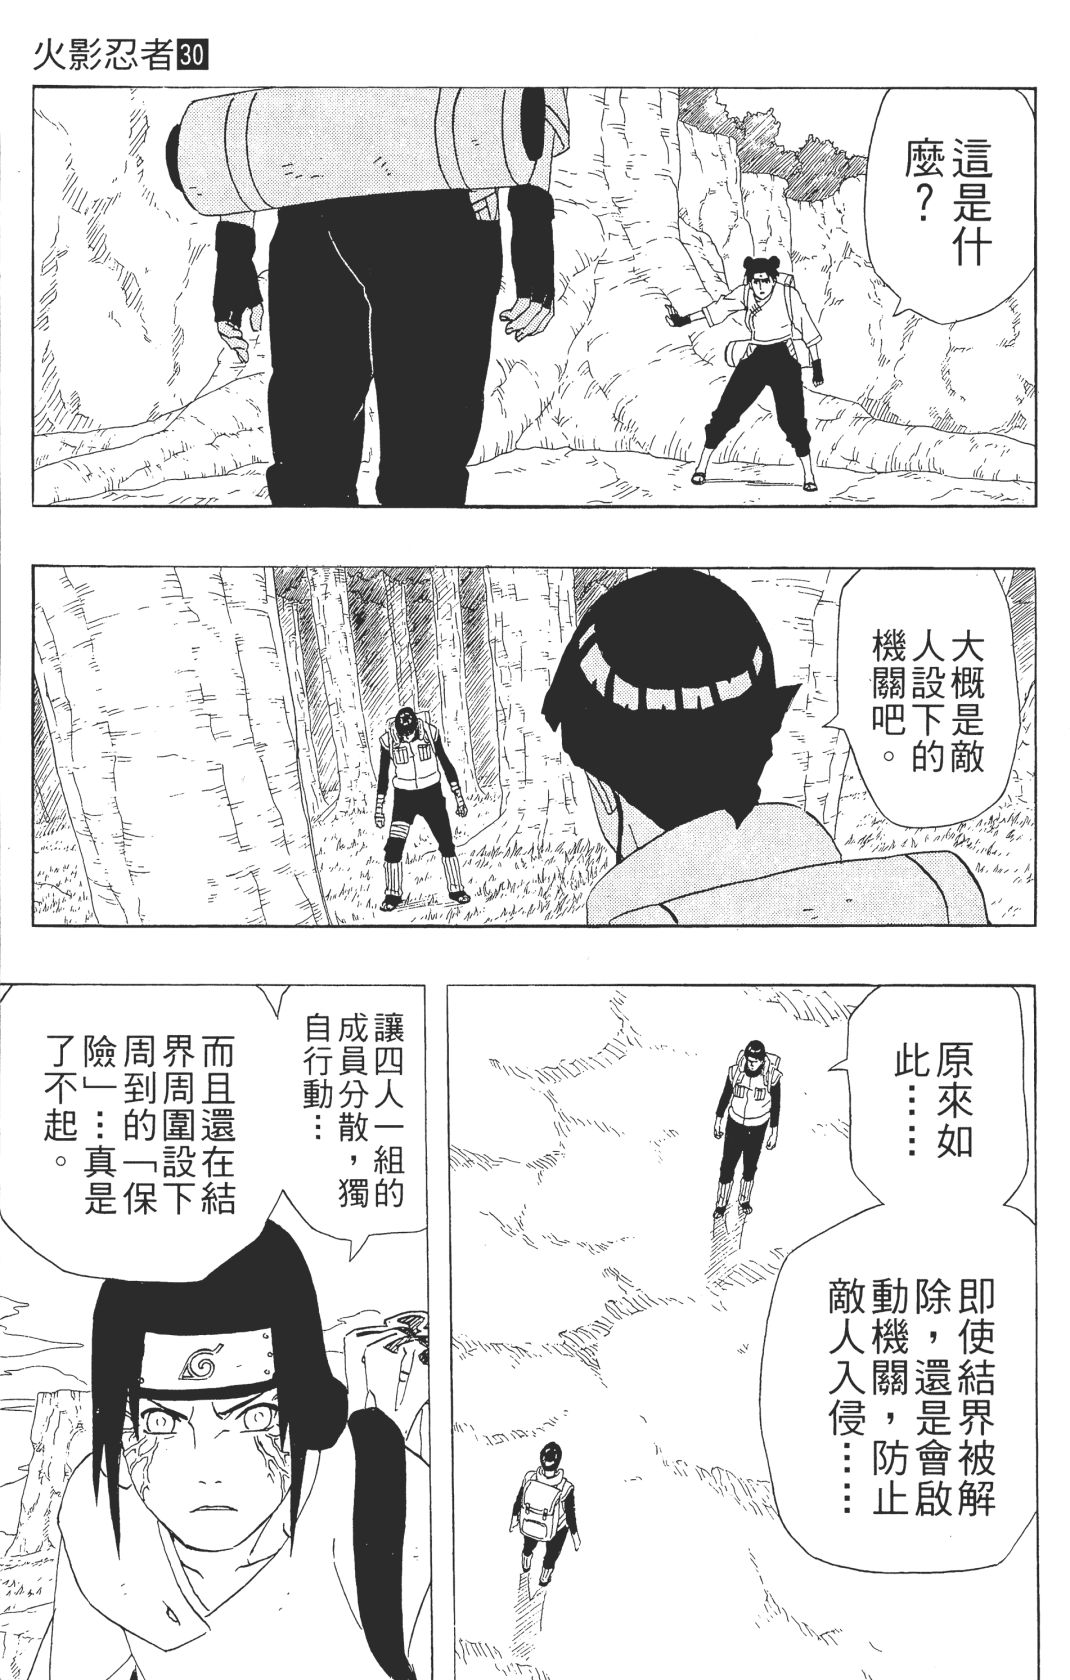 火影忍者30
這是什
麼？
大概是敵
人設下的
機關吧。
原來如
此……
即使結界被解
除，還是會啟
動機關，防止
敵人入侵……
讓四人一組的
成員分散，獨
自行動…
而且還在結
界周圍設下
周到的「保
險」…真是
了不起。